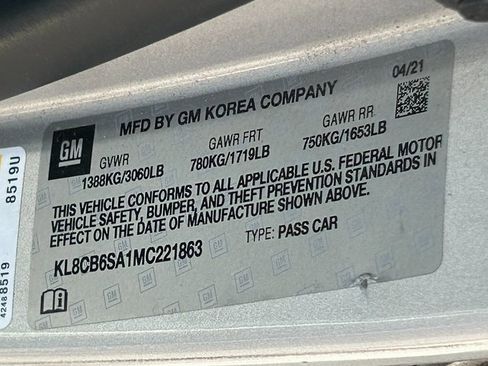 04/21
MFD BY GM KOREA COMPANY
GM
GVWR GAWR FRT GAWR RR
1388KG/3060LB 780KG/1719LB 750KG/1653LB
THIS VEHICLE CONFORMS TO ALL APPLICABLE U.S. FEDERAL MOTOR
VEHICLE SAFETY, BUMPER, AND THEFT PREVENTION STANDARDS IN
EFFECT ON THE DATE OF MANUFACTURE SHOWN ABOVE.
KL8CB6SA1MC221863 TYPE: PASS CAR
8519U
42488519